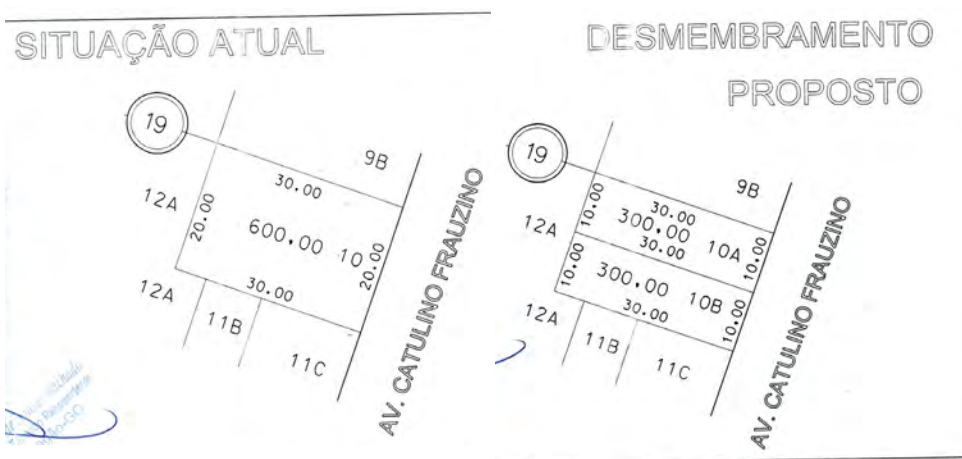 SITUAÇÃO ATUAL
19
9B
30.00
12A
20.00
600,00 10
20.00
30.00
12A
11B
11C
AV. CATULINO FRAUZINO
DESMEMBRAMENTO
PROPOSTO
19
9B
10.00
30.00
12A
300,00 10A
30.00
10.00
10.00
300,00 10B
30.00
10.00
12A
11B
11C
AV. CATULINO FRAUZINO